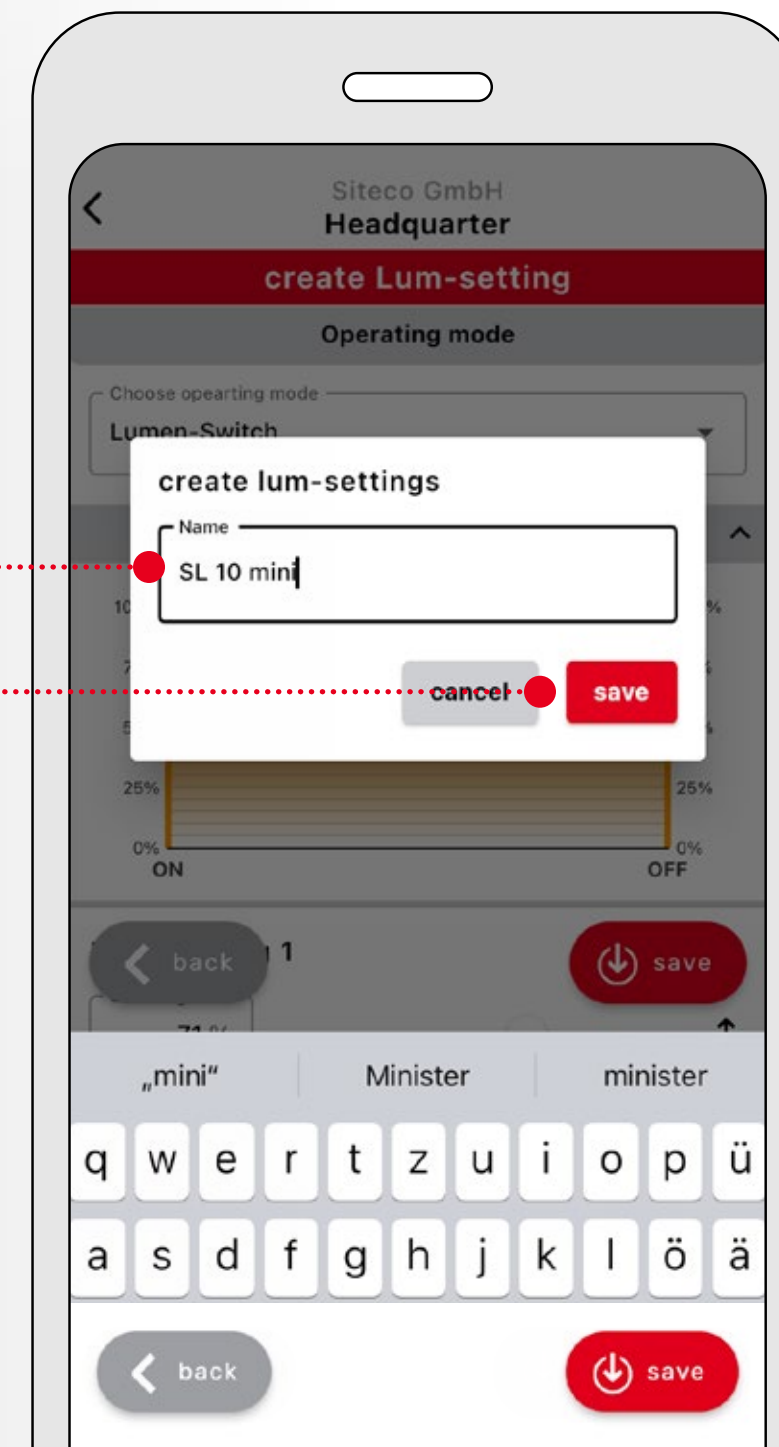 Siteco GmbH
Headquarter
create Lum-setting
Operating mode
Choose opearting mode
Lumen-Switch
create lum-settings
Name
SL 10 mini
cancel save
25% 25%
0% 0%
ON OFF
back 1 save
71 %
„mini“ Minister minister
q w e r t z u i o p ü
a s d f g h j k l ö ä
back save